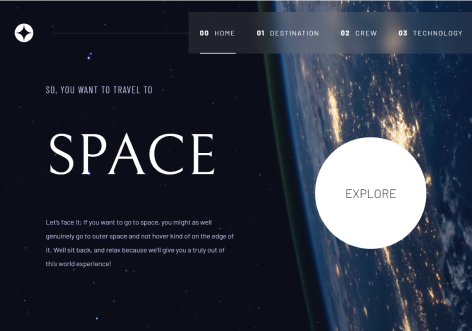 00 HOME 01 DESTINATION 02 CREW 03 TECHNOLOGY
SO, YOU WANT TO TRAVEL TO
SPACE
EXPLORE
Let's face it; if you want to go to space, you might as well
genuinely go to outer space and not hover kind of on the edge of
it. Well sit back, and relax because we'll give you a truly out of
this world experience!